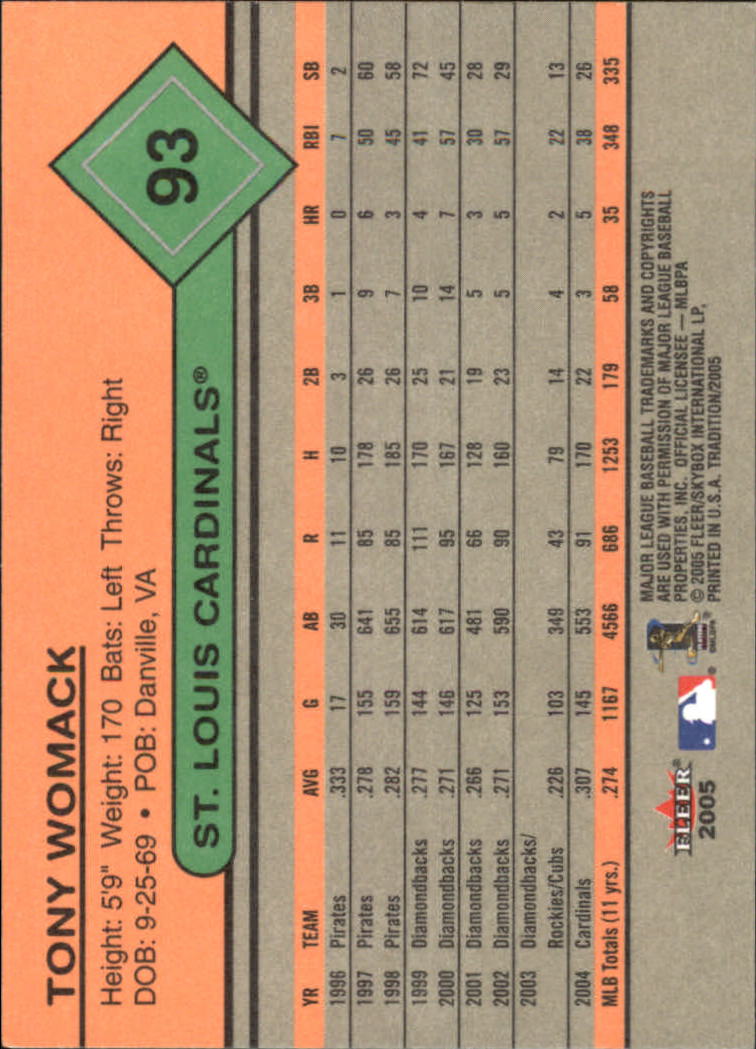 TONY WOMACK
Height: 5'9" Weight: 170 Bats: Left Throws: Right
DOB: 9-25-69 • POB: Danville, VA
93
ST. LOUIS CARDINALS®
YR TEAM AVG G AB R H 2B 3B HR RBI SB
1996 Pirates .333 17 30 11 10 3 1 0 7 2
1997 Pirates .278 155 641 85 178 26 9 6 50 60
1998 Pirates .282 159 655 85 185 26 7 3 45 58
1999 Diamondbacks .277 144 614 111 170 25 10 4 41 72
2000 Diamondbacks .271 146 617 95 167 21 14 7 57 45
2001 Diamondbacks .266 125 481 66 128 19 5 3 30 28
2002 Diamondbacks .271 153 590 90 160 23 5 5 57 29
2003 Diamondbacks/
Rockies/Cubs .226 103 349 43 79 14 4 2 22 13
2004 Cardinals .307 145 553 91 170 22 3 5 38 26
MLB Totals (11 yrs.) .274 1167 4566 686 1253 179 58 35 348 335
FLEER®
2005
®
MAJOR LEAGUE BASEBALL TRADEMARKS AND COPYRIGHTS
ARE USED WITH PERMISSION OF MAJOR LEAGUE BASEBALL
PROPERTIES, INC. OFFICIAL LICENSEE — MLBPA
© 2005 FLEER/SKYBOX INTERNATIONAL LP,
PRINTED IN U.S.A. TRADITION/2005